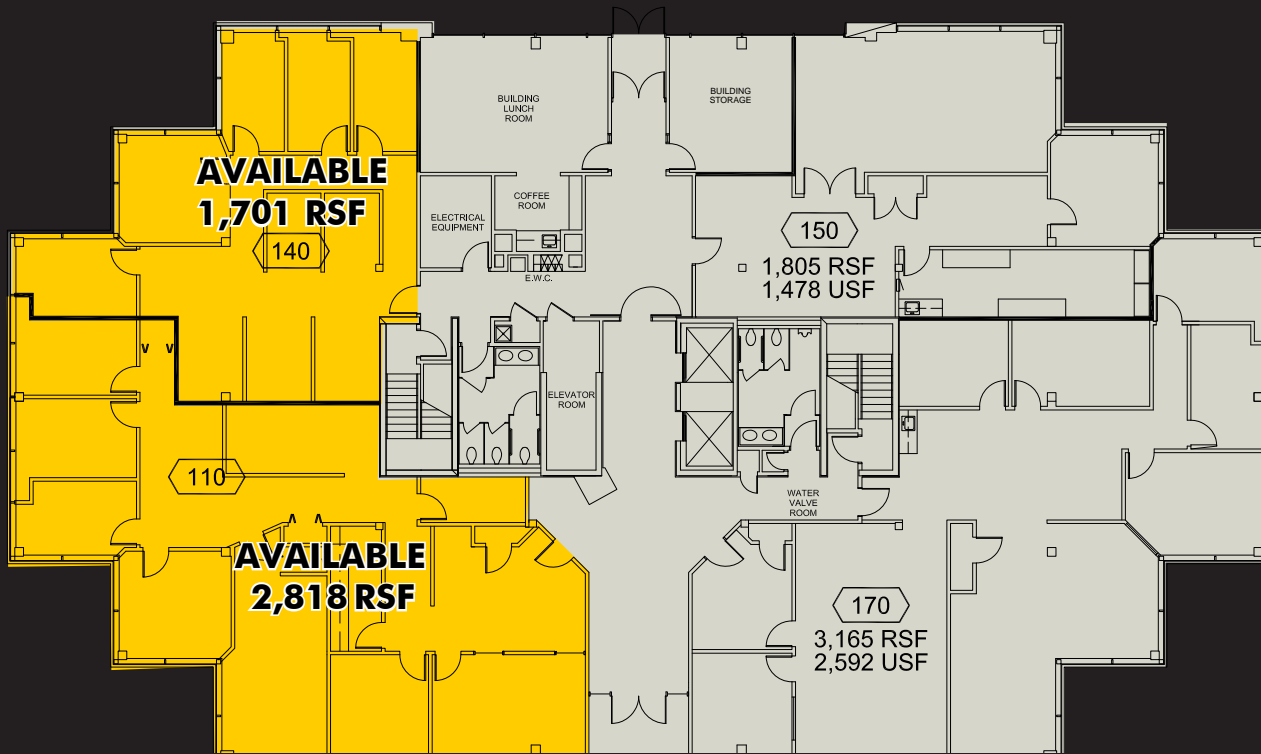 BUILDING
LUNCH
ROOM
BUILDING
STORAGE
AVAILABLE
1,701 RSF
140
ELECTRICAL
EQUIPMENT
COFFEE
ROOM
E.W.C.
150
1,805 RSF
1,478 USF
ELEVATOR
ROOM
110
AVAILABLE
2,818 RSF
WATER
VALVE
ROOM
170
3,165 RSF
2,592 USF